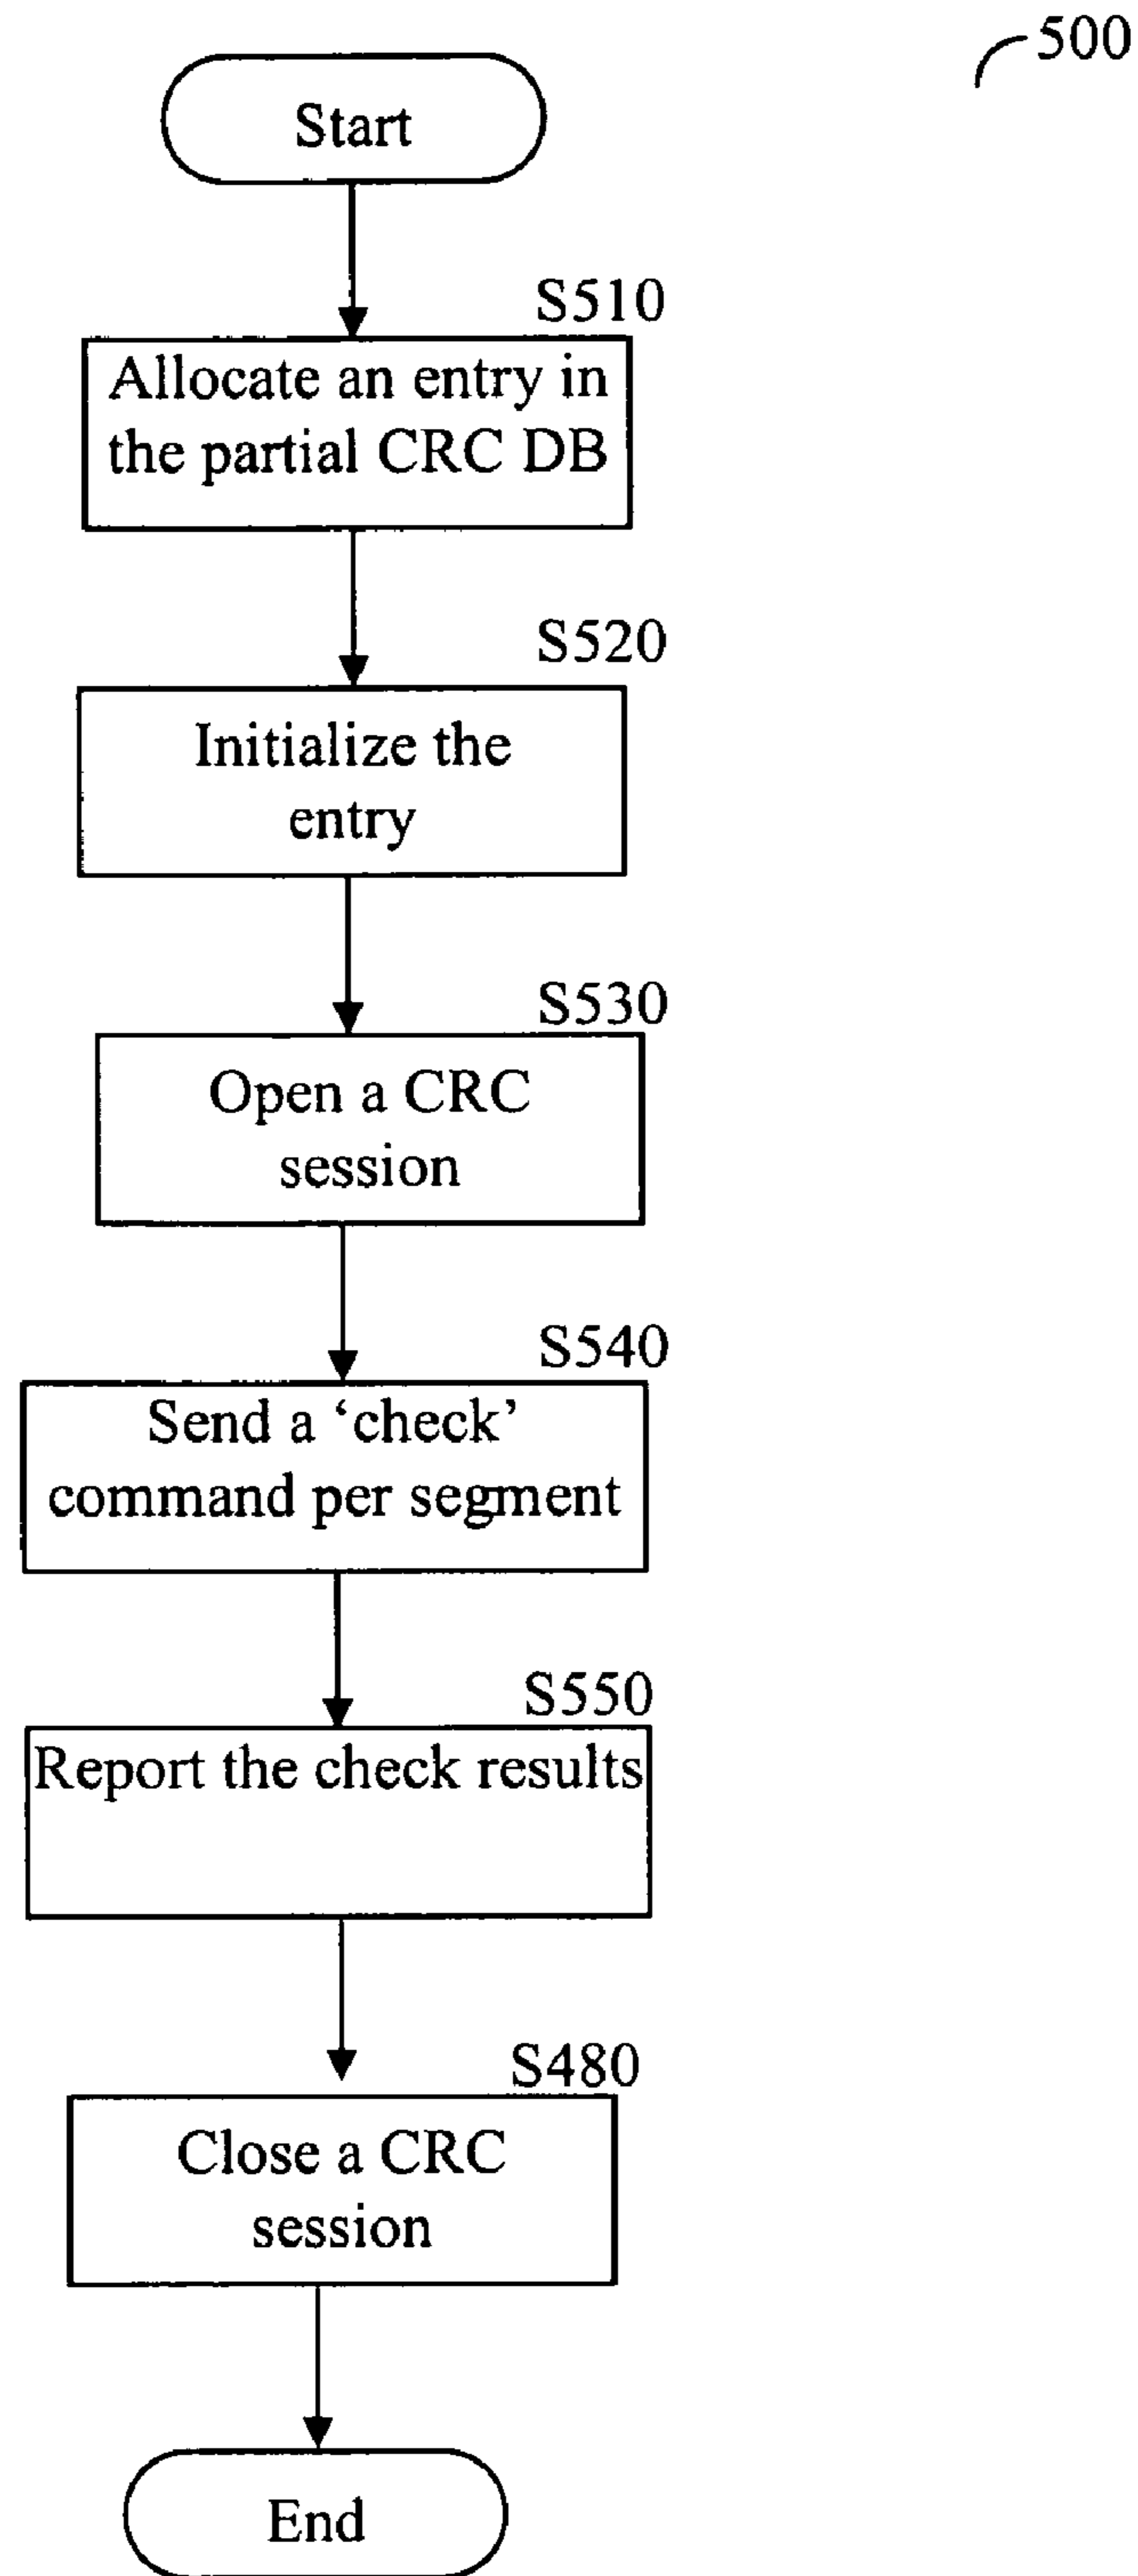 500
Start
S510
Allocate an entry in
the partial CRC DB
S520
Initialize the
entry
S530
Open a CRC
session
S540
Send a ‘check’
command per segment
S550
Report the check results
S480
Close a CRC
session
End